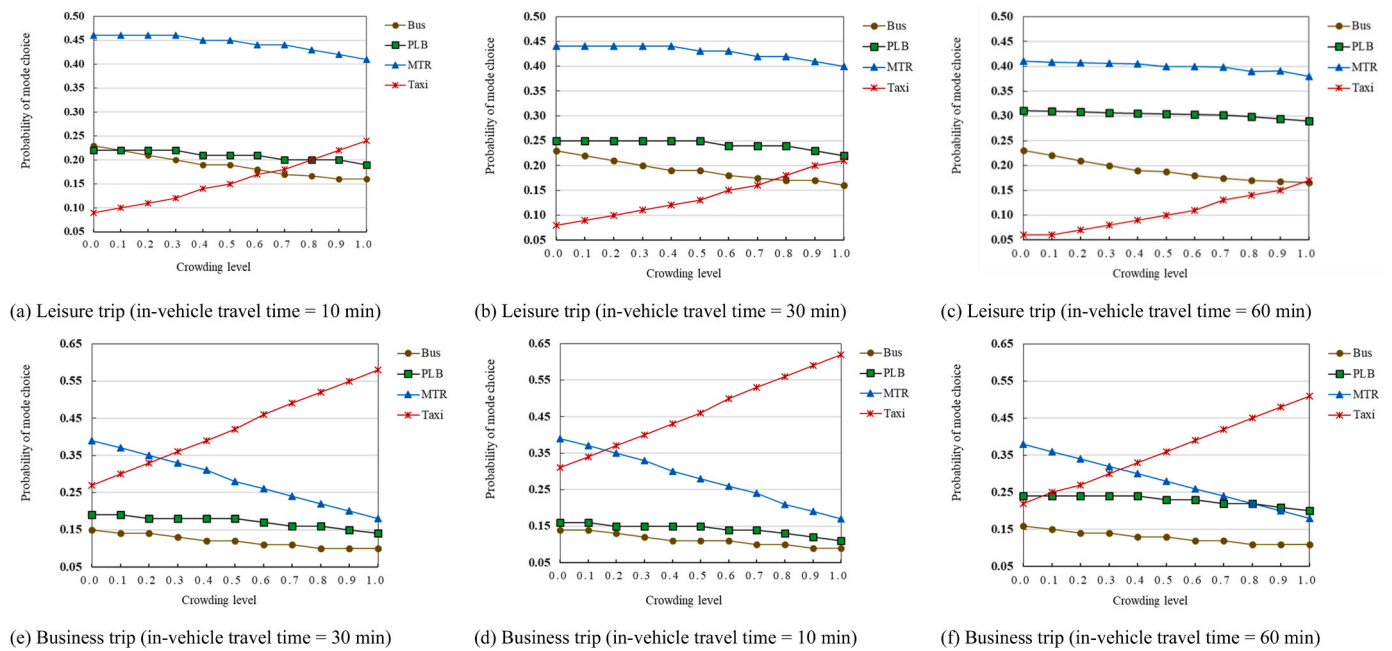 0.50
0.45
0.40
0.35
0.30
0.25
0.20
0.15
0.10
0.05
Probability of mode choice
0.0 0.1 0.2 0.3 0.4 0.5 0.6 0.7 0.8 0.9 1.0
Crowding level
Bus
PLB
MTR
Taxi
(a) Leisure trip (in-vehicle travel time = 10 min)
0.50
0.45
0.40
0.35
0.30
0.25
0.20
0.15
0.10
0.05
Probability of mode choice
0.0 0.1 0.2 0.3 0.4 0.5 0.6 0.7 0.8 0.9 1.0
Crowding level
Bus
PLB
MTR
Taxi
(b) Leisure trip (in-vehicle travel time = 30 min)
0.50
0.45
0.40
0.35
0.30
0.25
0.20
0.15
0.10
0.05
Probability of mode choice
0.0 0.1 0.2 0.3 0.4 0.5 0.6 0.7 0.8 0.9 1.0
Crowding level
Bus
PLB
MTR
Taxi
(c) Leisure trip (in-vehicle travel time = 60 min)
0.65
0.55
0.45
0.35
0.25
0.15
0.05
Probability of mode choice
0.0 0.1 0.2 0.3 0.4 0.5 0.6 0.7 0.8 0.9 1.0
Crowding level
Bus
PLB
MTR
Taxi
(e) Business trip (in-vehicle travel time = 30 min)
0.65
0.55
0.45
0.35
0.25
0.15
0.05
Probability of mode choice
0.0 0.1 0.2 0.3 0.4 0.5 0.6 0.7 0.8 0.9 1.0
Crowding level
Bus
PLB
MTR
Taxi
(d) Business trip (in-vehicle travel time = 10 min)
0.65
0.55
0.45
0.35
0.25
0.15
0.05
Probability of mode choice
0.0 0.1 0.2 0.3 0.4 0.5 0.6 0.7 0.8 0.9 1.0
Crowding level
Bus
PLB
MTR
Taxi
(f) Business trip (in-vehicle travel time = 60 min)